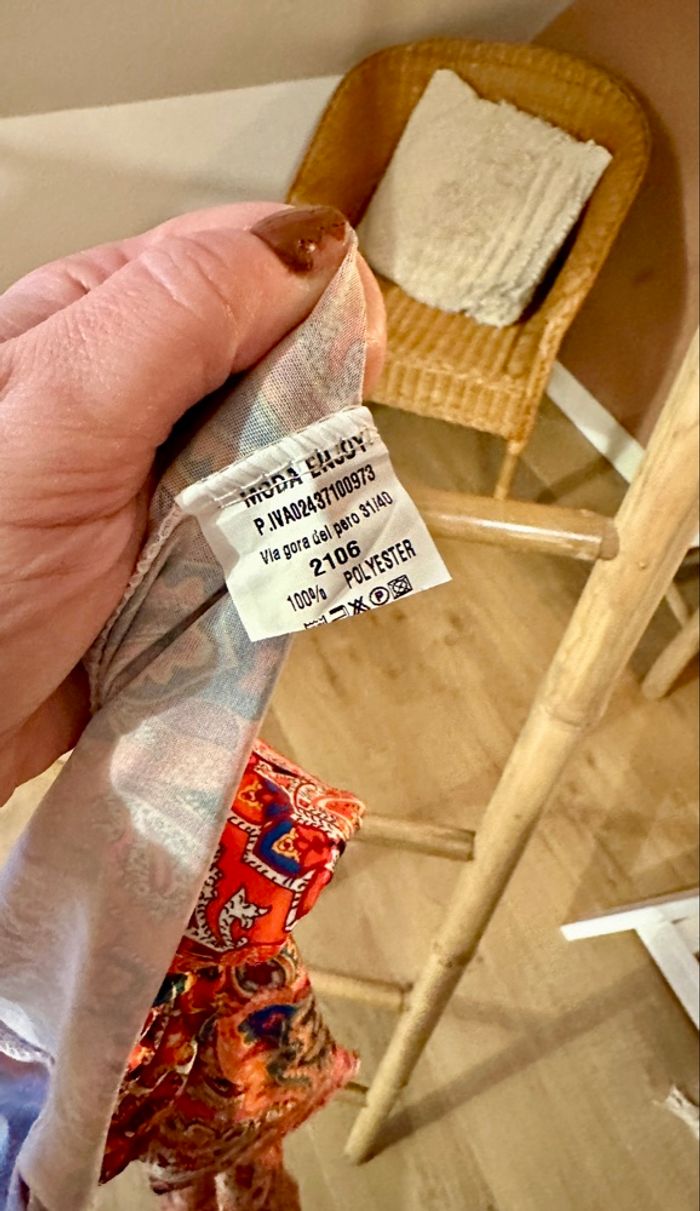 MODA ENJOY
P.IVA02437100973
Via gora del pero 31/40
2106
100% POLYESTER